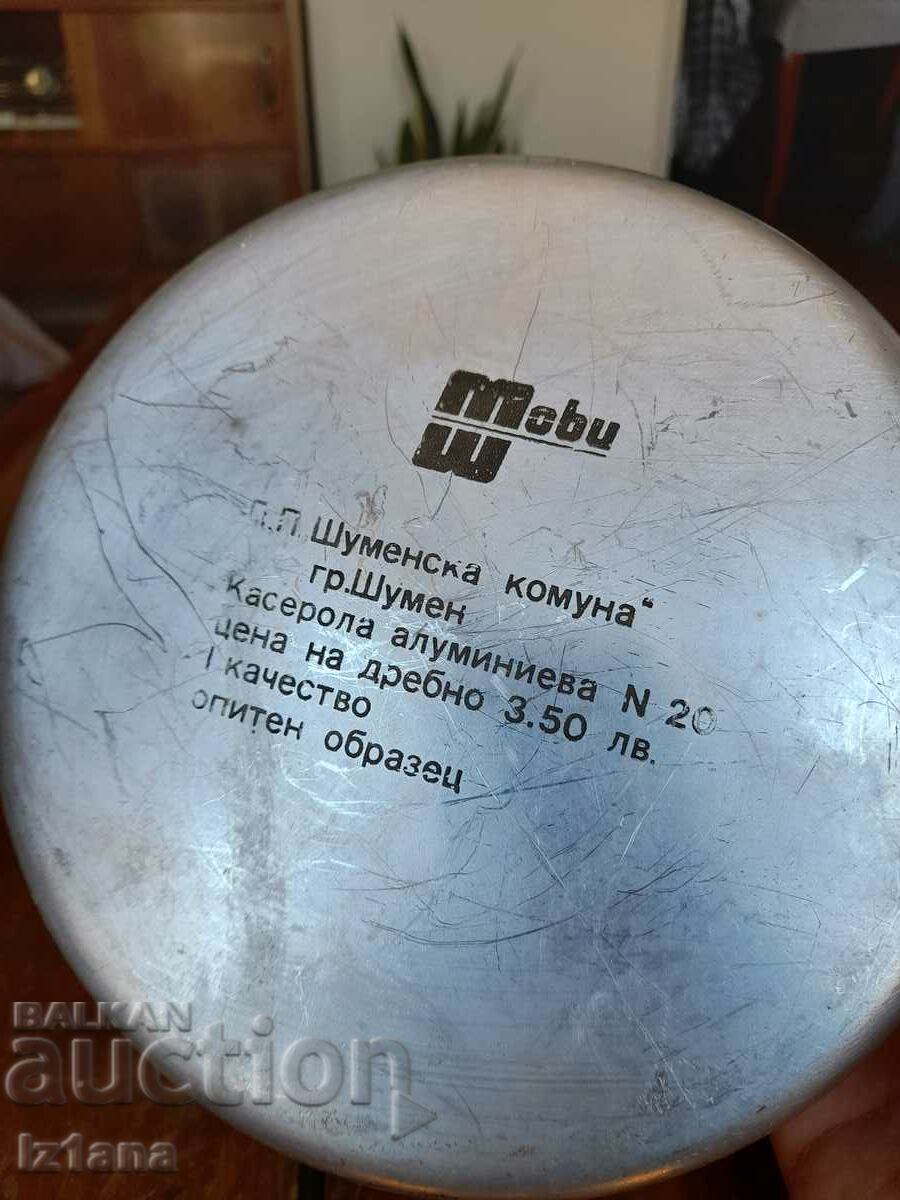 Моби
Ш
П.П. Шуменска комуна“
гр.Шумен
Касерола алуминиева N 20
цена на дребно 3.50 лв.
I качество
опитен образец
BALKAN
auction
Iz1ana